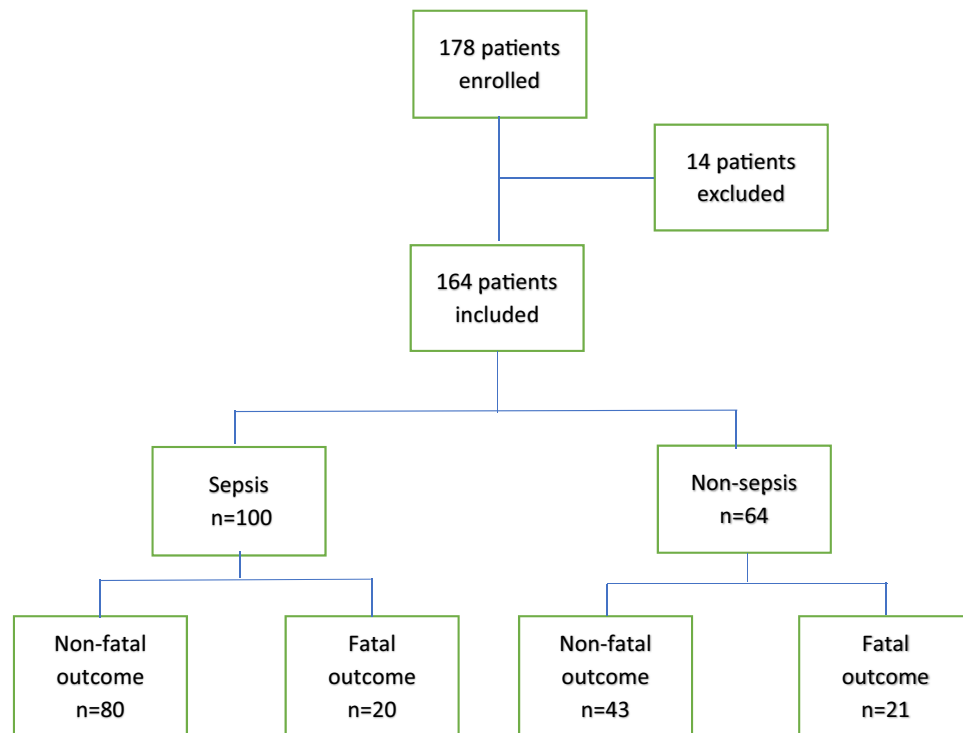 178 patients
enrolled
14 patients
excluded
164 patients
included
Sepsis
n=100
Non-sepsis
n=64
Non-fatal
outcome
n=80
Fatal
outcome
n=20
Non-fatal
outcome
n=43
Fatal
outcome
n=21